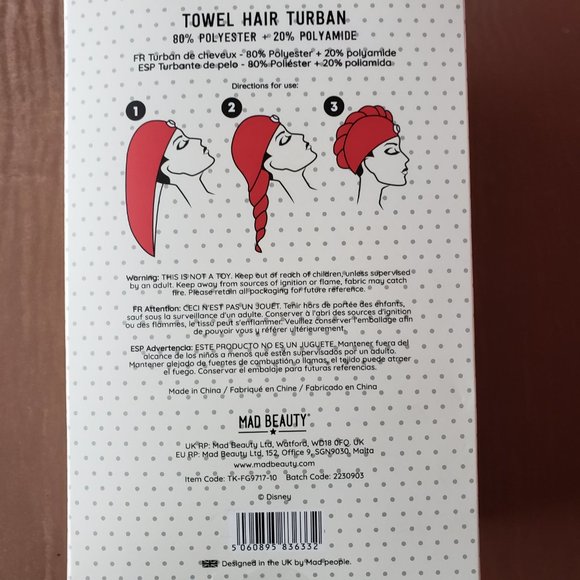 TOWEL HAIR TURBAN
80% POLYESTER + 20% POLYAMIDE
FR Turban de cheveux - 80% Polyester + 20% polyamide
ESP Turbante de pelo - 80% Poliéster + 20% poliamida
Directions for use:
1 2 3
Warning: THIS IS NOT A TOY. Keep out of reach of children, unless supervised
by an adult. Keep away from sources of ignition or flame, fabric may catch
fire. Please retain all packaging for future reference.
FR Attention: CECI N'EST PAS UN JOUET. Tenir hors de portée des enfants,
sauf sous la surveillance d'un adulte. Conserver à l'abri des sources d'ignition
ou des flammes, le tissu peut s'enflammer. Veuillez conserver l'emballage afin
de pouvoir vous y référer ultérieurement.
ESP Advertencia: ESTE PRODUCTO NO ES UN JUGUETE. Mantener fuera del
alcance de los niños a menos que estén supervisados por un adulto.
Mantener alejado de fuentes de combustión o llamas, el tejido puede atraer
el fuego. Conservar el embalaje para futuras referencias.
Made in China / Fabriqué en Chine / Fabricado en China
MAD BEAUTY
UK RP: Mad Beauty Ltd, Watford, WD18 0FQ, UK
EU RP: Mad Beauty Ltd, 152, Office 9, SGN9030, Malta
www.madbeauty.com
Item Code: TK-FG9717-10 Batch Code: 2230903
© Disney
5 060895 836332
Designed in the UK by Mad people.